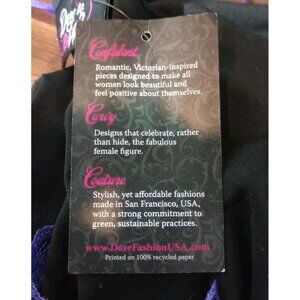 Confident
Romantic, Victorian-inspired
pieces designed to make all
women look beautiful and
feel positive about themselves.
Curvy
Designs that celebrate, rather
than hide, the fabulous
female figure.
Couture
Stylish, yet affordable fashions
made in San Francisco, USA,
with a strong commitment to
green, sustainable practices.
www.DareFashionUSA.com
Printed on 100% recycled paper